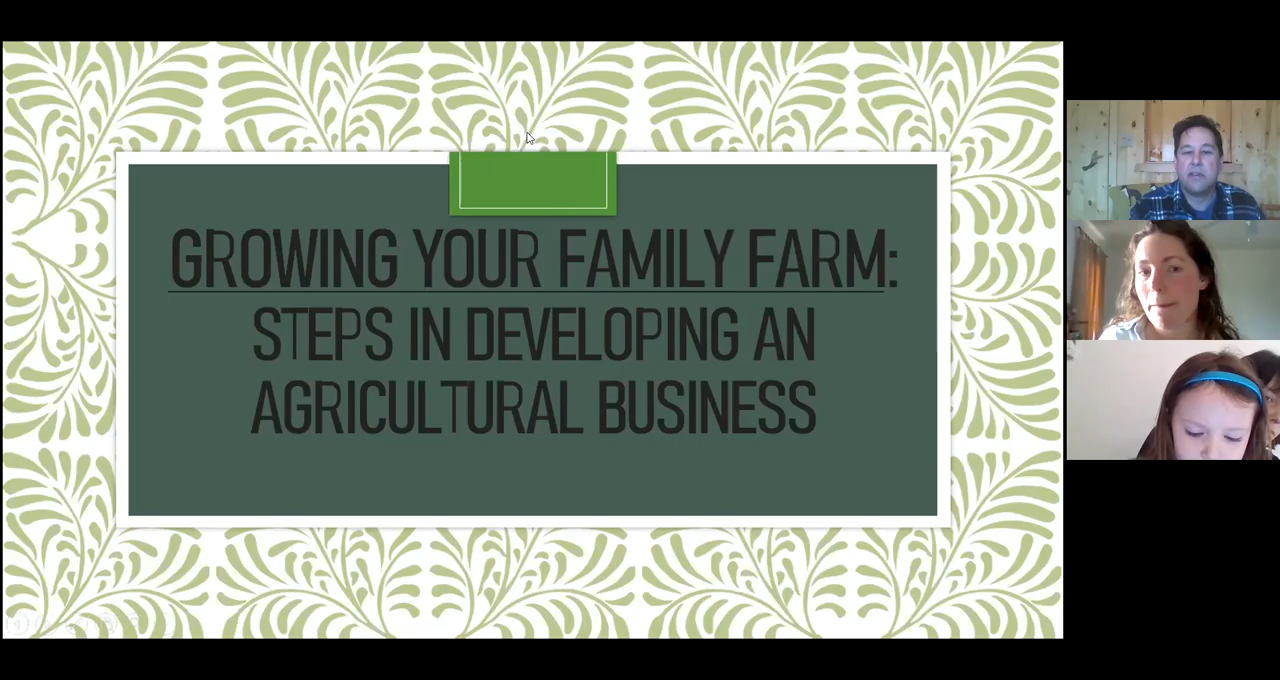 GROWING YOUR FAMILY FARM:
STEPS IN DEVELOPING AN
AGRICULTURAL BUSINESS